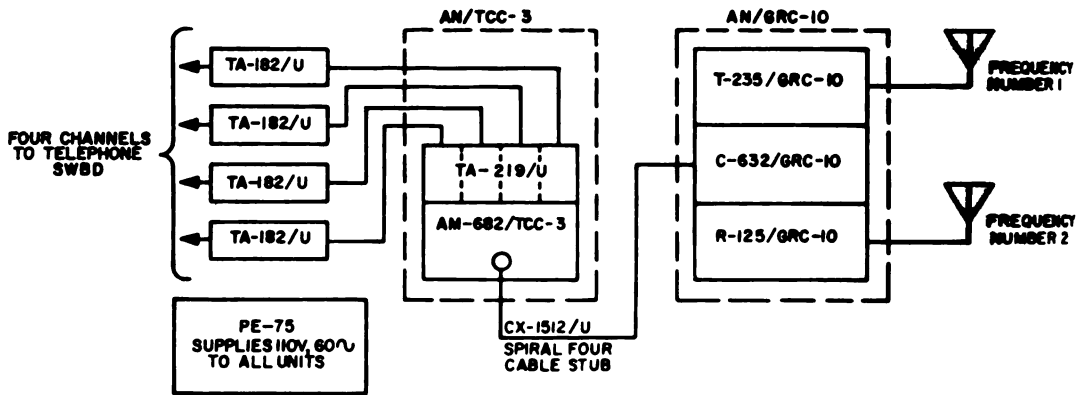 AN/TCC-3
AN/GRC-10
TA-182/U
TA-182/U
TA-182/U
TA-182/U
FOUR CHANNELS
TO TELEPHONE
SWBD
TA-219/U
AM-682/TCC-3
T-235/GRC-10
C-632/GRC-10
R-125/GRC-10
FREQUENCY
NUMBER 1
FREQUENCY
NUMBER 2
PE-75
SUPPLIES 110V, 60∿
TO ALL UNITS
CX-1512/U
SPIRAL FOUR
CABLE STUB